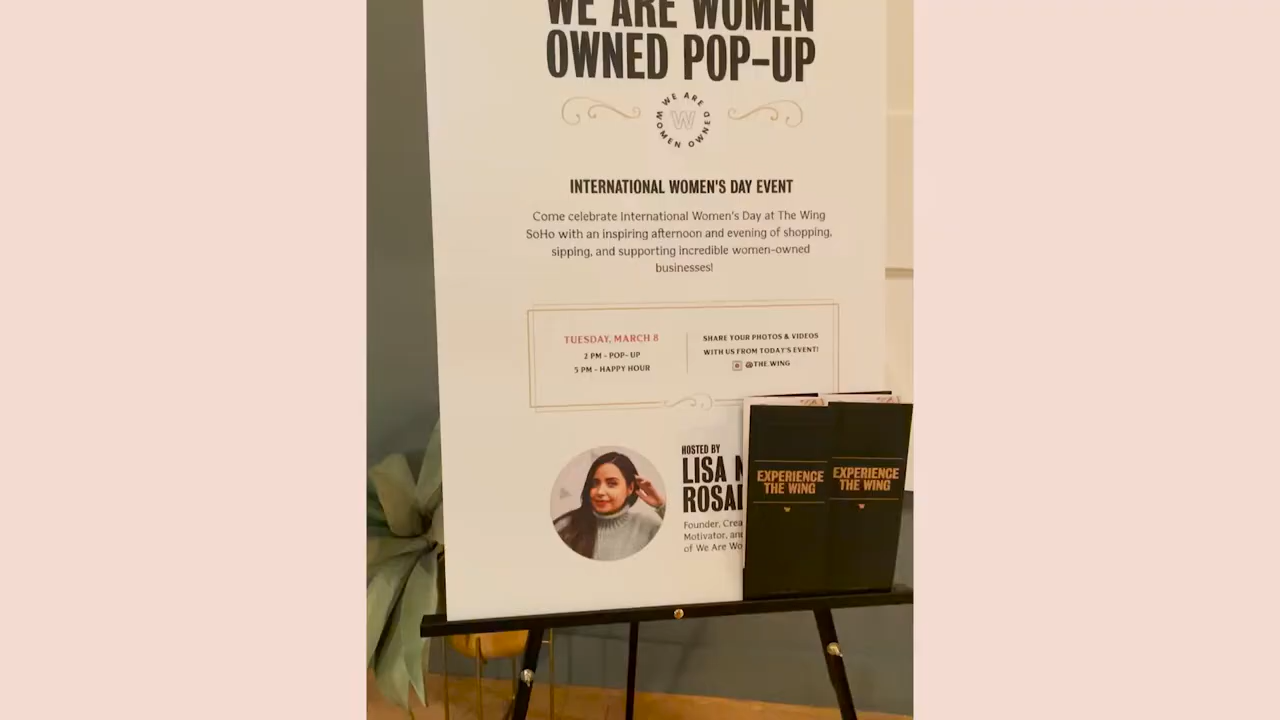 WE ARE WOMEN
OWNED POP-UP
WE ARE WOMEN OWNED
W
INTERNATIONAL WOMEN'S DAY EVENT
Come celebrate International Women's Day at The Wing
SoHo with an inspiring afternoon and evening of shopping,
sipping, and supporting incredible women-owned
businesses!
TUESDAY, MARCH 8
2 PM - POP-UP
5 PM - HAPPY HOUR
SHARE YOUR PHOTOS & VIDEOS
WITH US FROM TODAY'S EVENT!
@THE.WING
HOSTED BY
LISA
Founder,
Motivator,
of We Are
EXPERIENCE
THE WING
EXPERIENCE
THE WING